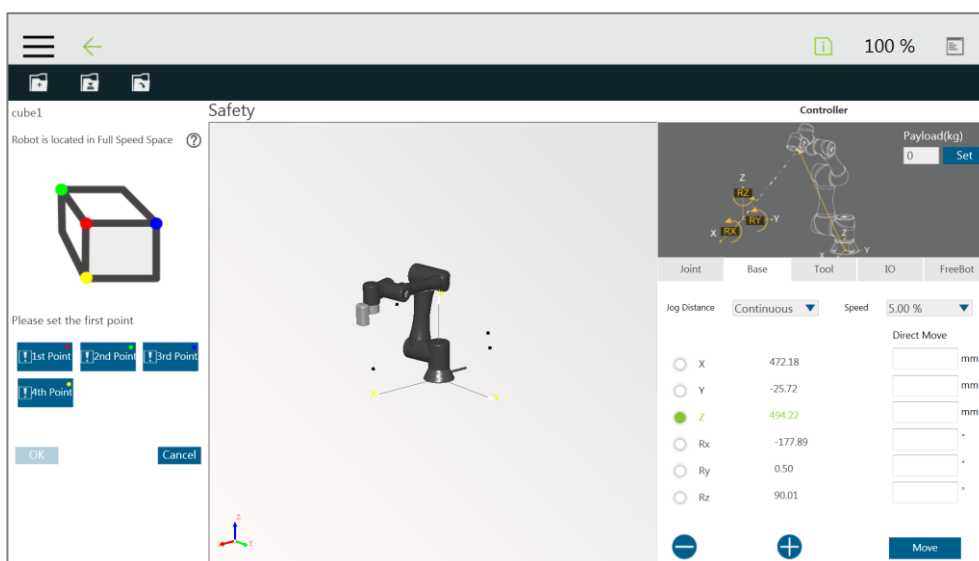 100 %
cube1
Safety
Controller
Robot is located in Full Speed Space ?
Payload(kg)
0 Set
Z
RZ
RY Y
X RX
Z
X Y
Joint Base Tool IO FreeBot
Please set the first point
Jog Distance Continuous Speed 5.00 %
Direct Move
1st Point 2nd Point 3rd Point
4th Point
X 472.18 mm
Y -25.72 mm
Z 494.22 mm
Rx -177.89 °
Ry 0.50 °
Rz 90.01 °
OK Cancel
Move